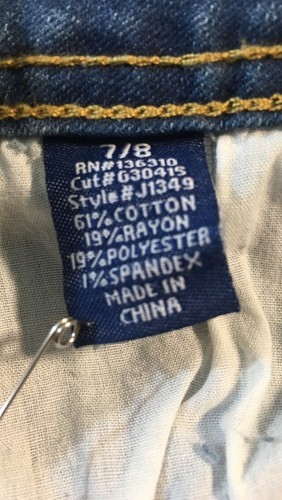 7/8
RN#136310
Cut#G30415
Style#J1349
61%COTTON
19%RAYON
19%POLYESTER
1%SPANDEX
MADE IN
CHINA